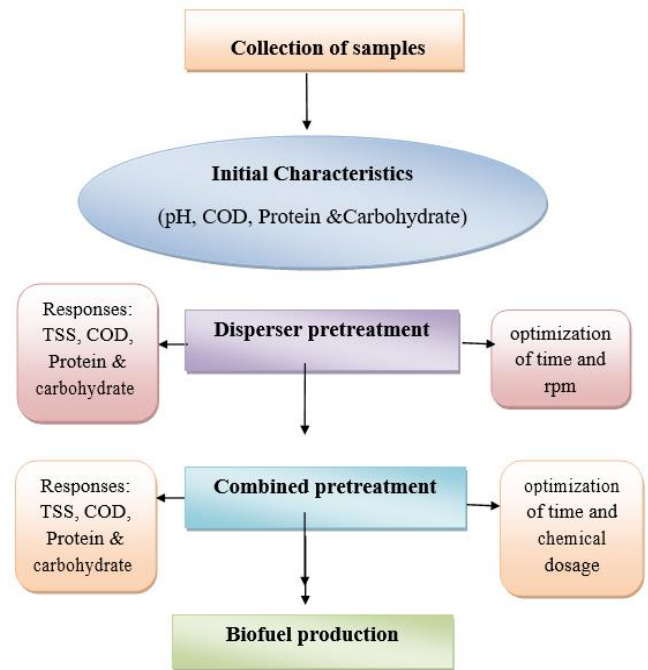 Collection of samples
Initial Characteristics
(pH, COD, Protein &Carbohydrate)
Responses:
TSS, COD,
Protein &
carbohydrate
Disperser pretreatment
optimization
of time and
rpm
Responses:
TSS, COD,
Protein &
carbohydrate
Combined pretreatment
optimization
of time and
chemical
dosage
Biofuel production